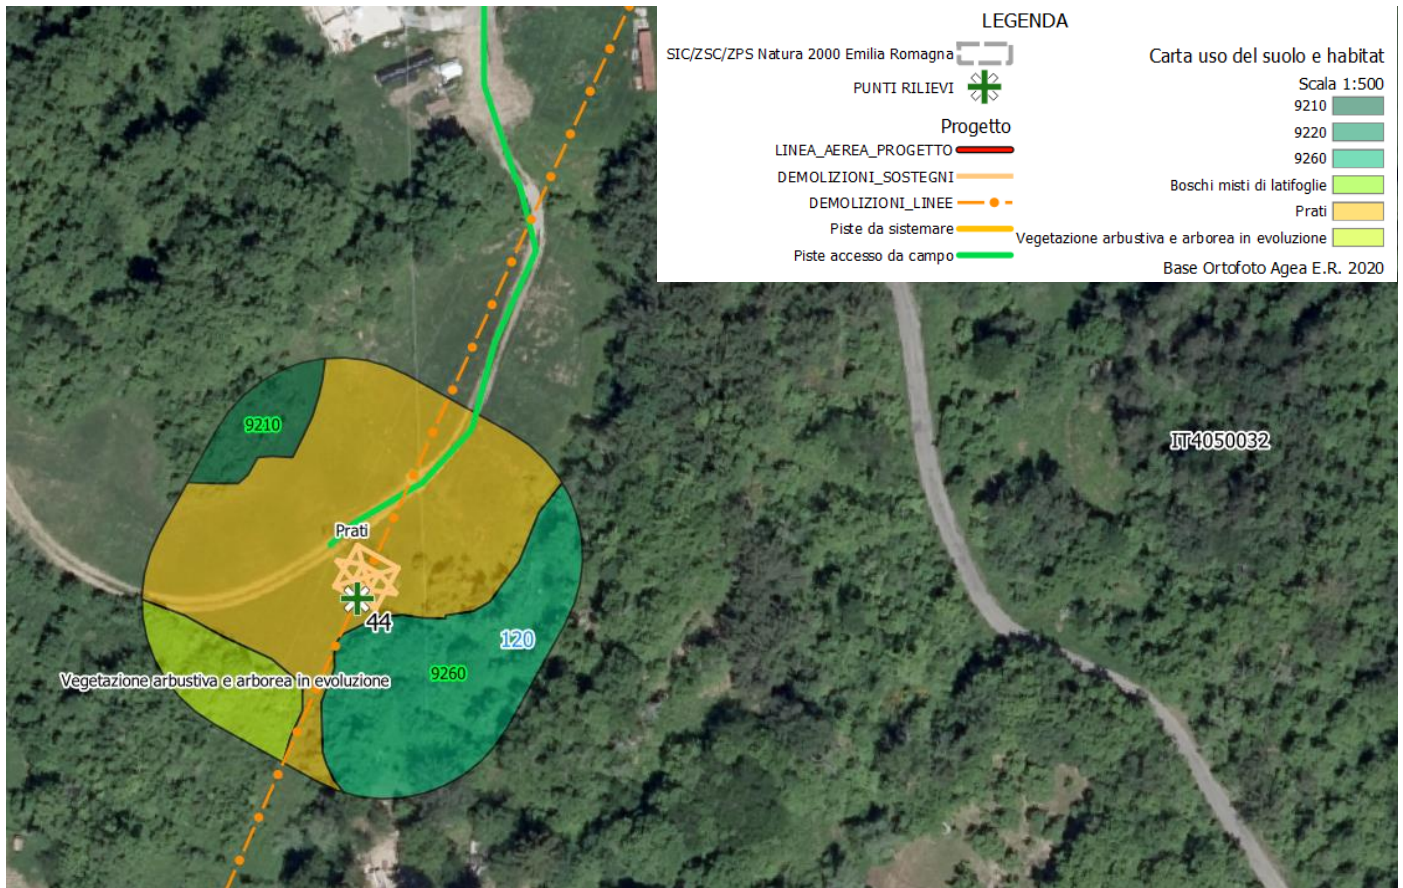 LEGENDA
SIC/ZSC/ZPS Natura 2000 Emilia Romagna
PUNTI RILIEVI
Progetto
LINEA_AEREA_PROGETTO
DEMOLIZIONI_SOSTEGNI
DEMOLIZIONI_LINEE
Piste da sistemare
Piste accesso da campo
Carta uso del suolo e habitat
Scala 1:500
9210
9220
9260
Boschi misti di latifoglie
Prati
Vegetazione arbustiva e arborea in evoluzione
Base Ortofoto Agea E.R. 2020
9210
IT4050032
Prati
44
120
9260
Vegetazione arbustiva e arborea in evoluzione